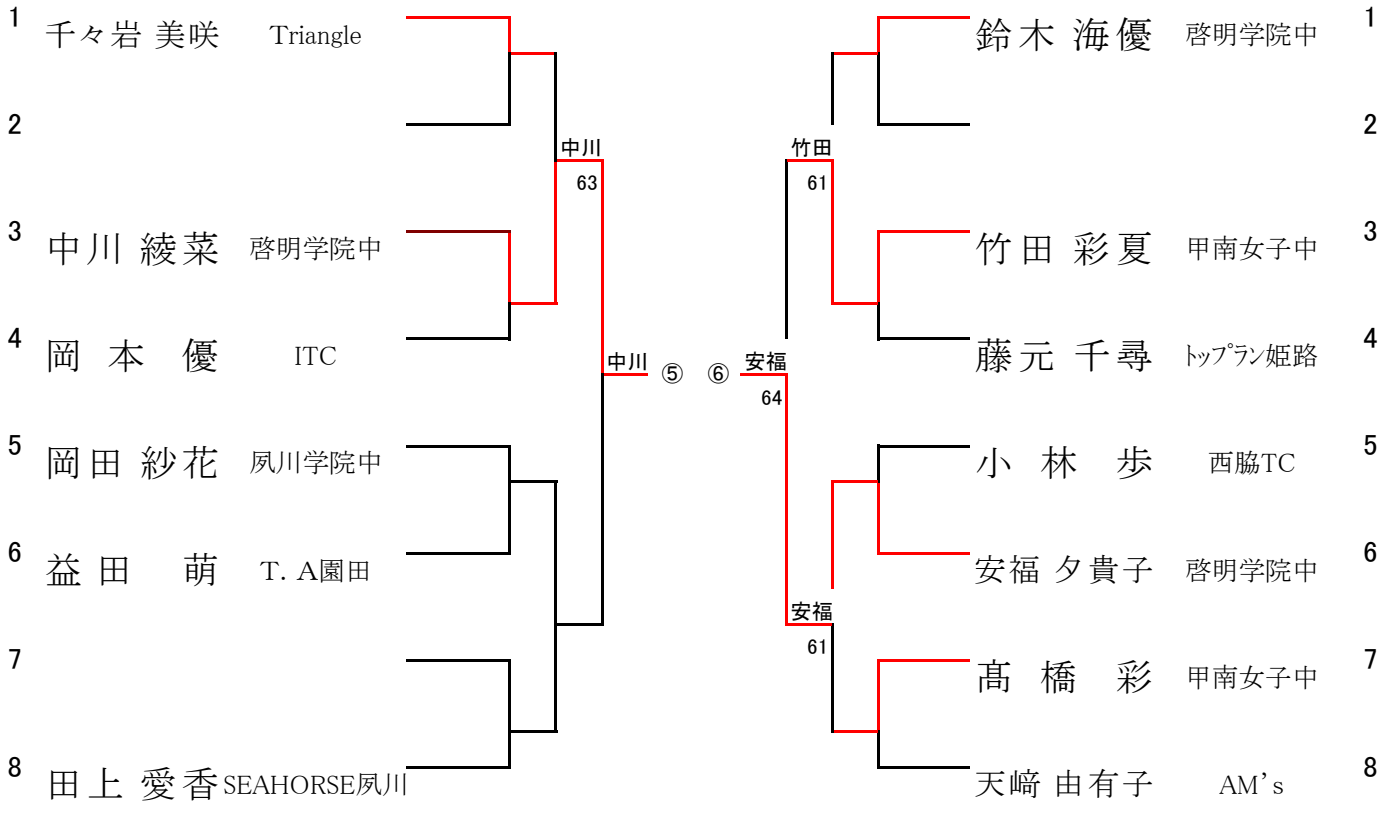 1 千々岩 美咲 Triangle
2
中川
63
3 中川 綾菜 啓明学院中
4 岡本 優 ITC
中川 ⑤
5 岡田 紗花 夙川学院中
6 益田 萌 T．A園田
7
8 田上 愛香 SEAHORSE夙川
鈴木 海優 啓明学院中 1
2
竹田
61
竹田 彩夏 甲南女子中 3
藤元 千尋 トップラン姫路 4
⑥ 安福
64
小林 歩 西脇TC 5
安福 夕貴子 啓明学院中 6
安福
61
髙橋 彩 甲南女子中 7
天﨑 由有子 AM’s 8